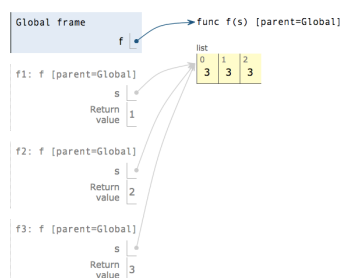 Global frame
f
func f(s) [parent=Global]
list
0 1 2
3 3 3
f1: f [parent=Global]
s
Return
value 1
f2: f [parent=Global]
s
Return
value 2
f3: f [parent=Global]
s
Return
value 3